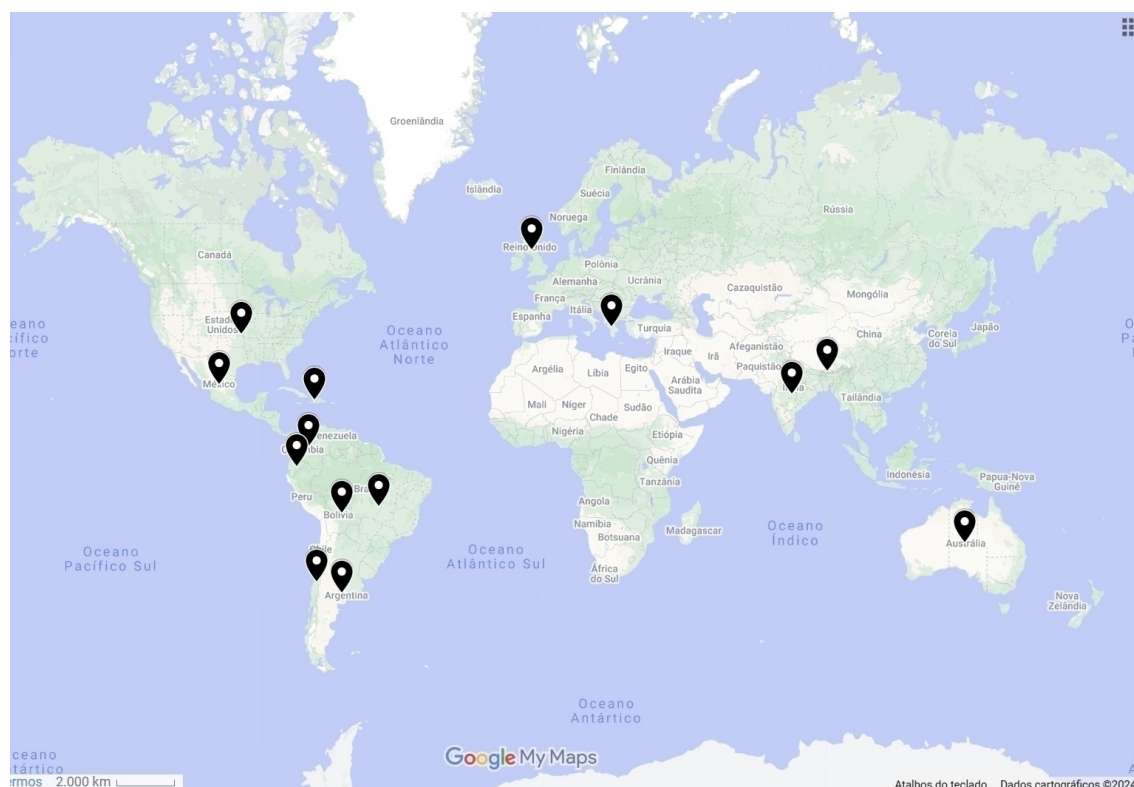 Groenlândia
Islândia
Finlândia
Suécia
Noruega
Rússia
Canadá
Reino Unido
Polônia
Alemanha
Ucrânia
França
Cazaquistão
Mongólia
Itália
Espanha
Turquia
Estados
Unidos
Oceano
Atlântico
Norte
China
Coreia
do Sul
Japão
Afeganistão
Iraque
Irã
Paquistão
Argélia
Líbia
Egito
Arábia
Saudita
México
Mali
Níger
Chade
Sudão
Tailândia
Nigéria
Etiópia
Venezuela
Quênia
Tanzânia
Indonésia
Papua-Nova
Guiné
Peru
Bolívia
Angola
Namíbia
Botsuana
Madagascar
Oceano
Índico
Oceano
Pacífico Sul
Oceano
Atlântico Sul
Chile
Austrália
África
do Sul
Argentina
Nova
Zelândia
Oceano
Antártico
Google My Maps
ermos 2.000 km
Atalhos do teclado Dados cartográficos ©2024